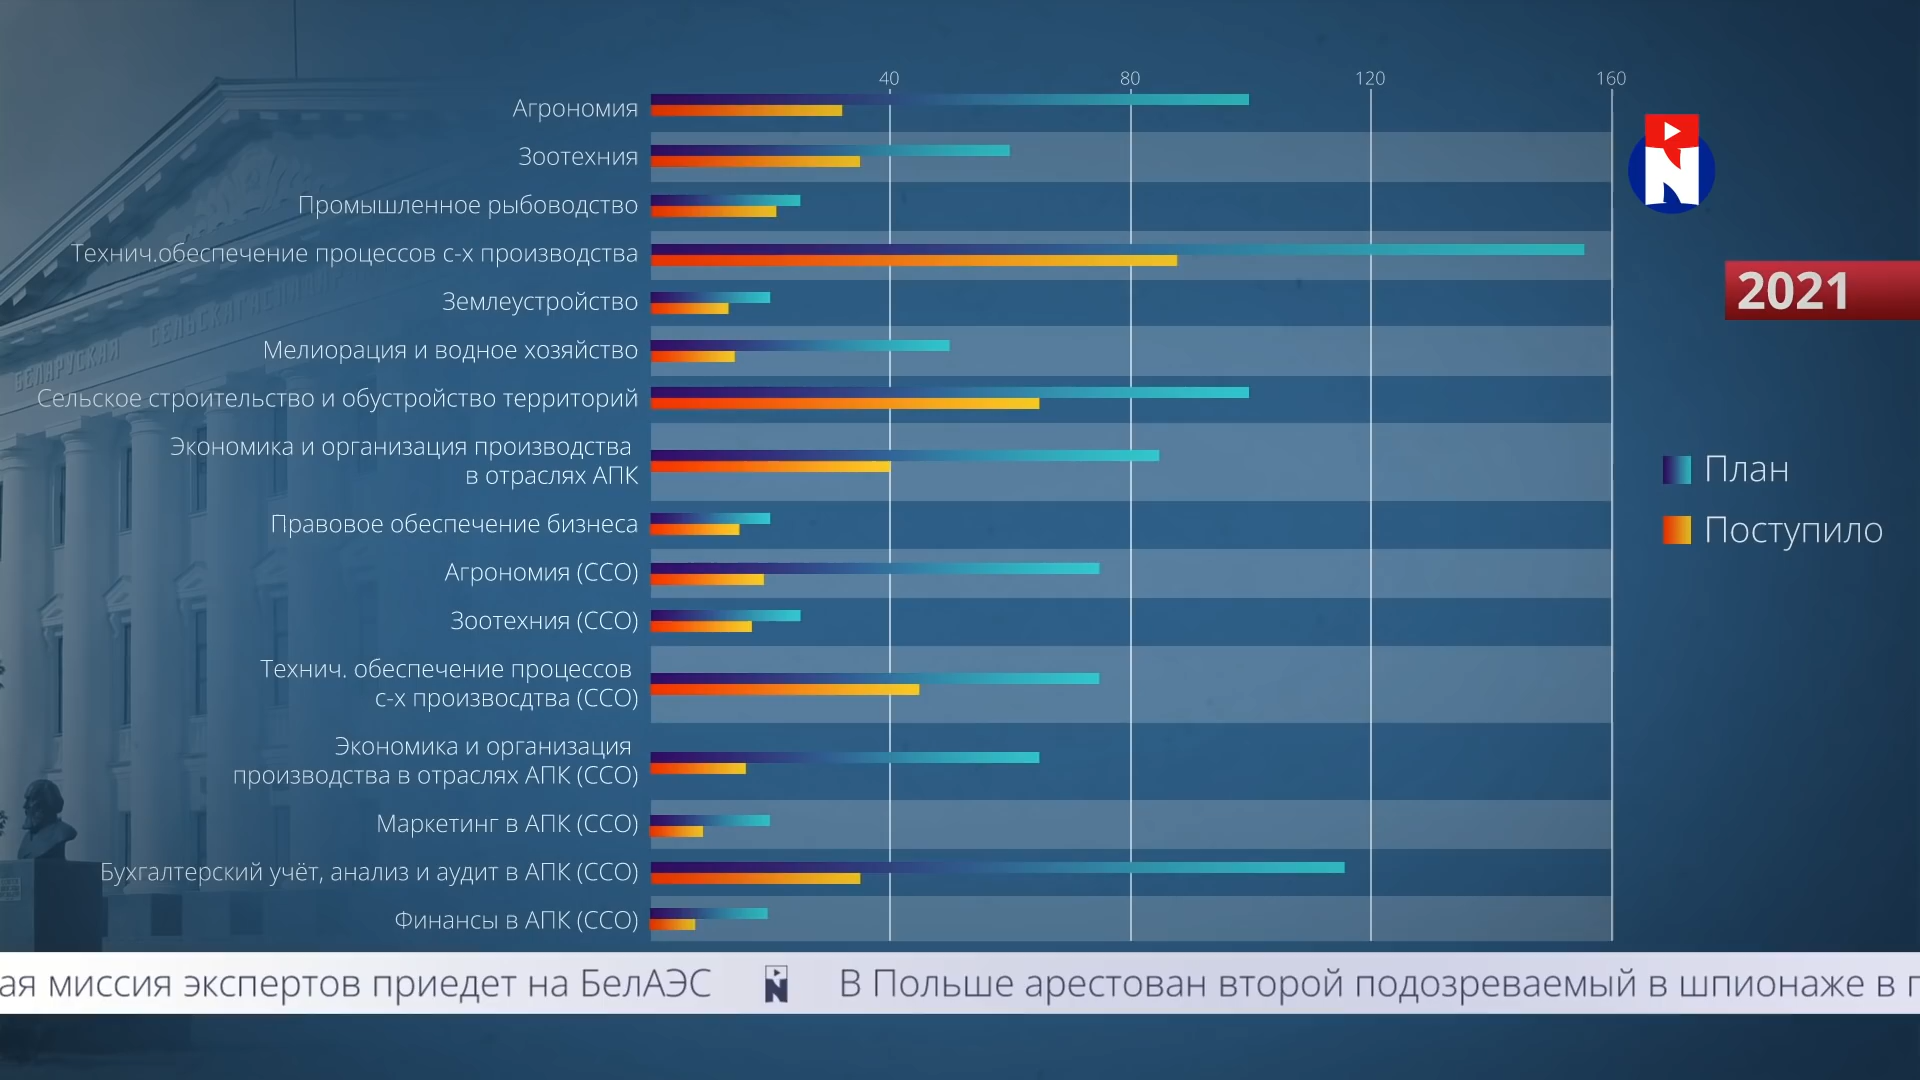 40 80 120 160
Агрономия
Зоотехния
Промышленное рыбоводство
Технич.обеспечение процессов с-х производства
Землеустройство
Мелиорация и водное хозяйство
Сельское строительство и обустройство территорий
Экономика и организация производства
в отраслях АПК
Правовое обеспечение бизнеса
Агрономия (ССО)
Зоотехния (ССО)
Технич. обеспечение процессов
с-х произвосдтва (ССО)
Экономика и организация
производства в отраслях АПК (ССО)
Маркетинг в АПК (ССО)
Бухгалтерский учёт, анализ и аудит в АПК (ССО)
Финансы в АПК (ССО)
N
2021
План
Поступило
БЕЛАРУСКАЯ СЕЛЬСКАГАСПАДАР
ая миссия экспертов приедет на БелАЭС N В Польше арестован второй подозреваемый в шпионаже в